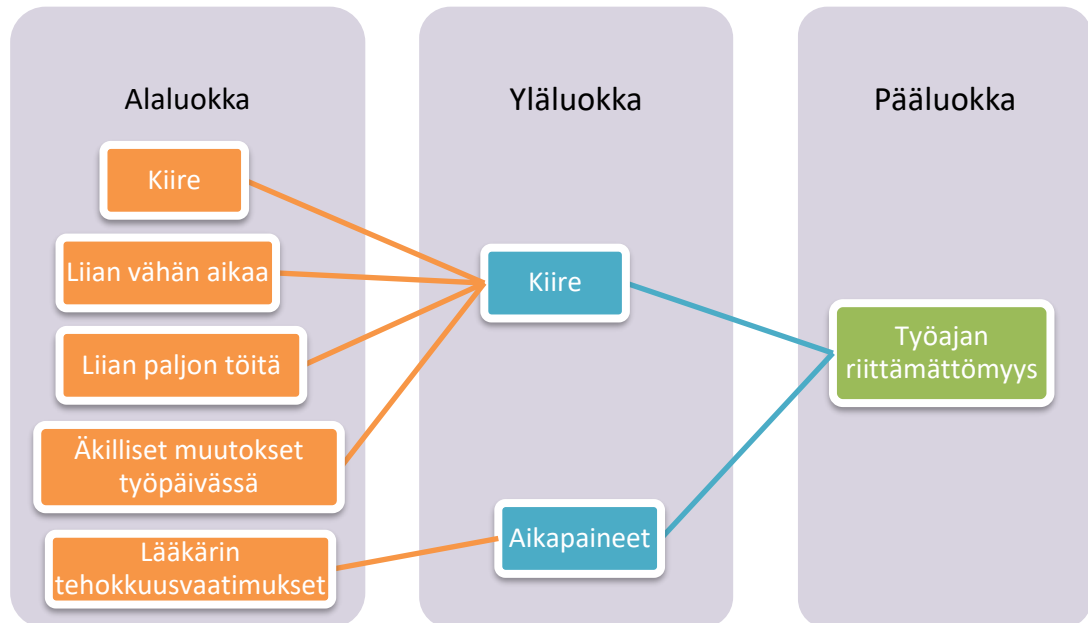 Alaluokka
Kiire
Liian vähän aikaa
Liian paljon töitä
Äkilliset muutokset
työpäivässä
Lääkärin
tehokkuusvaatimukset
Yläluokka
Kiire
Aikapaineet
Pääluokka
Työajan
riittämättömyys